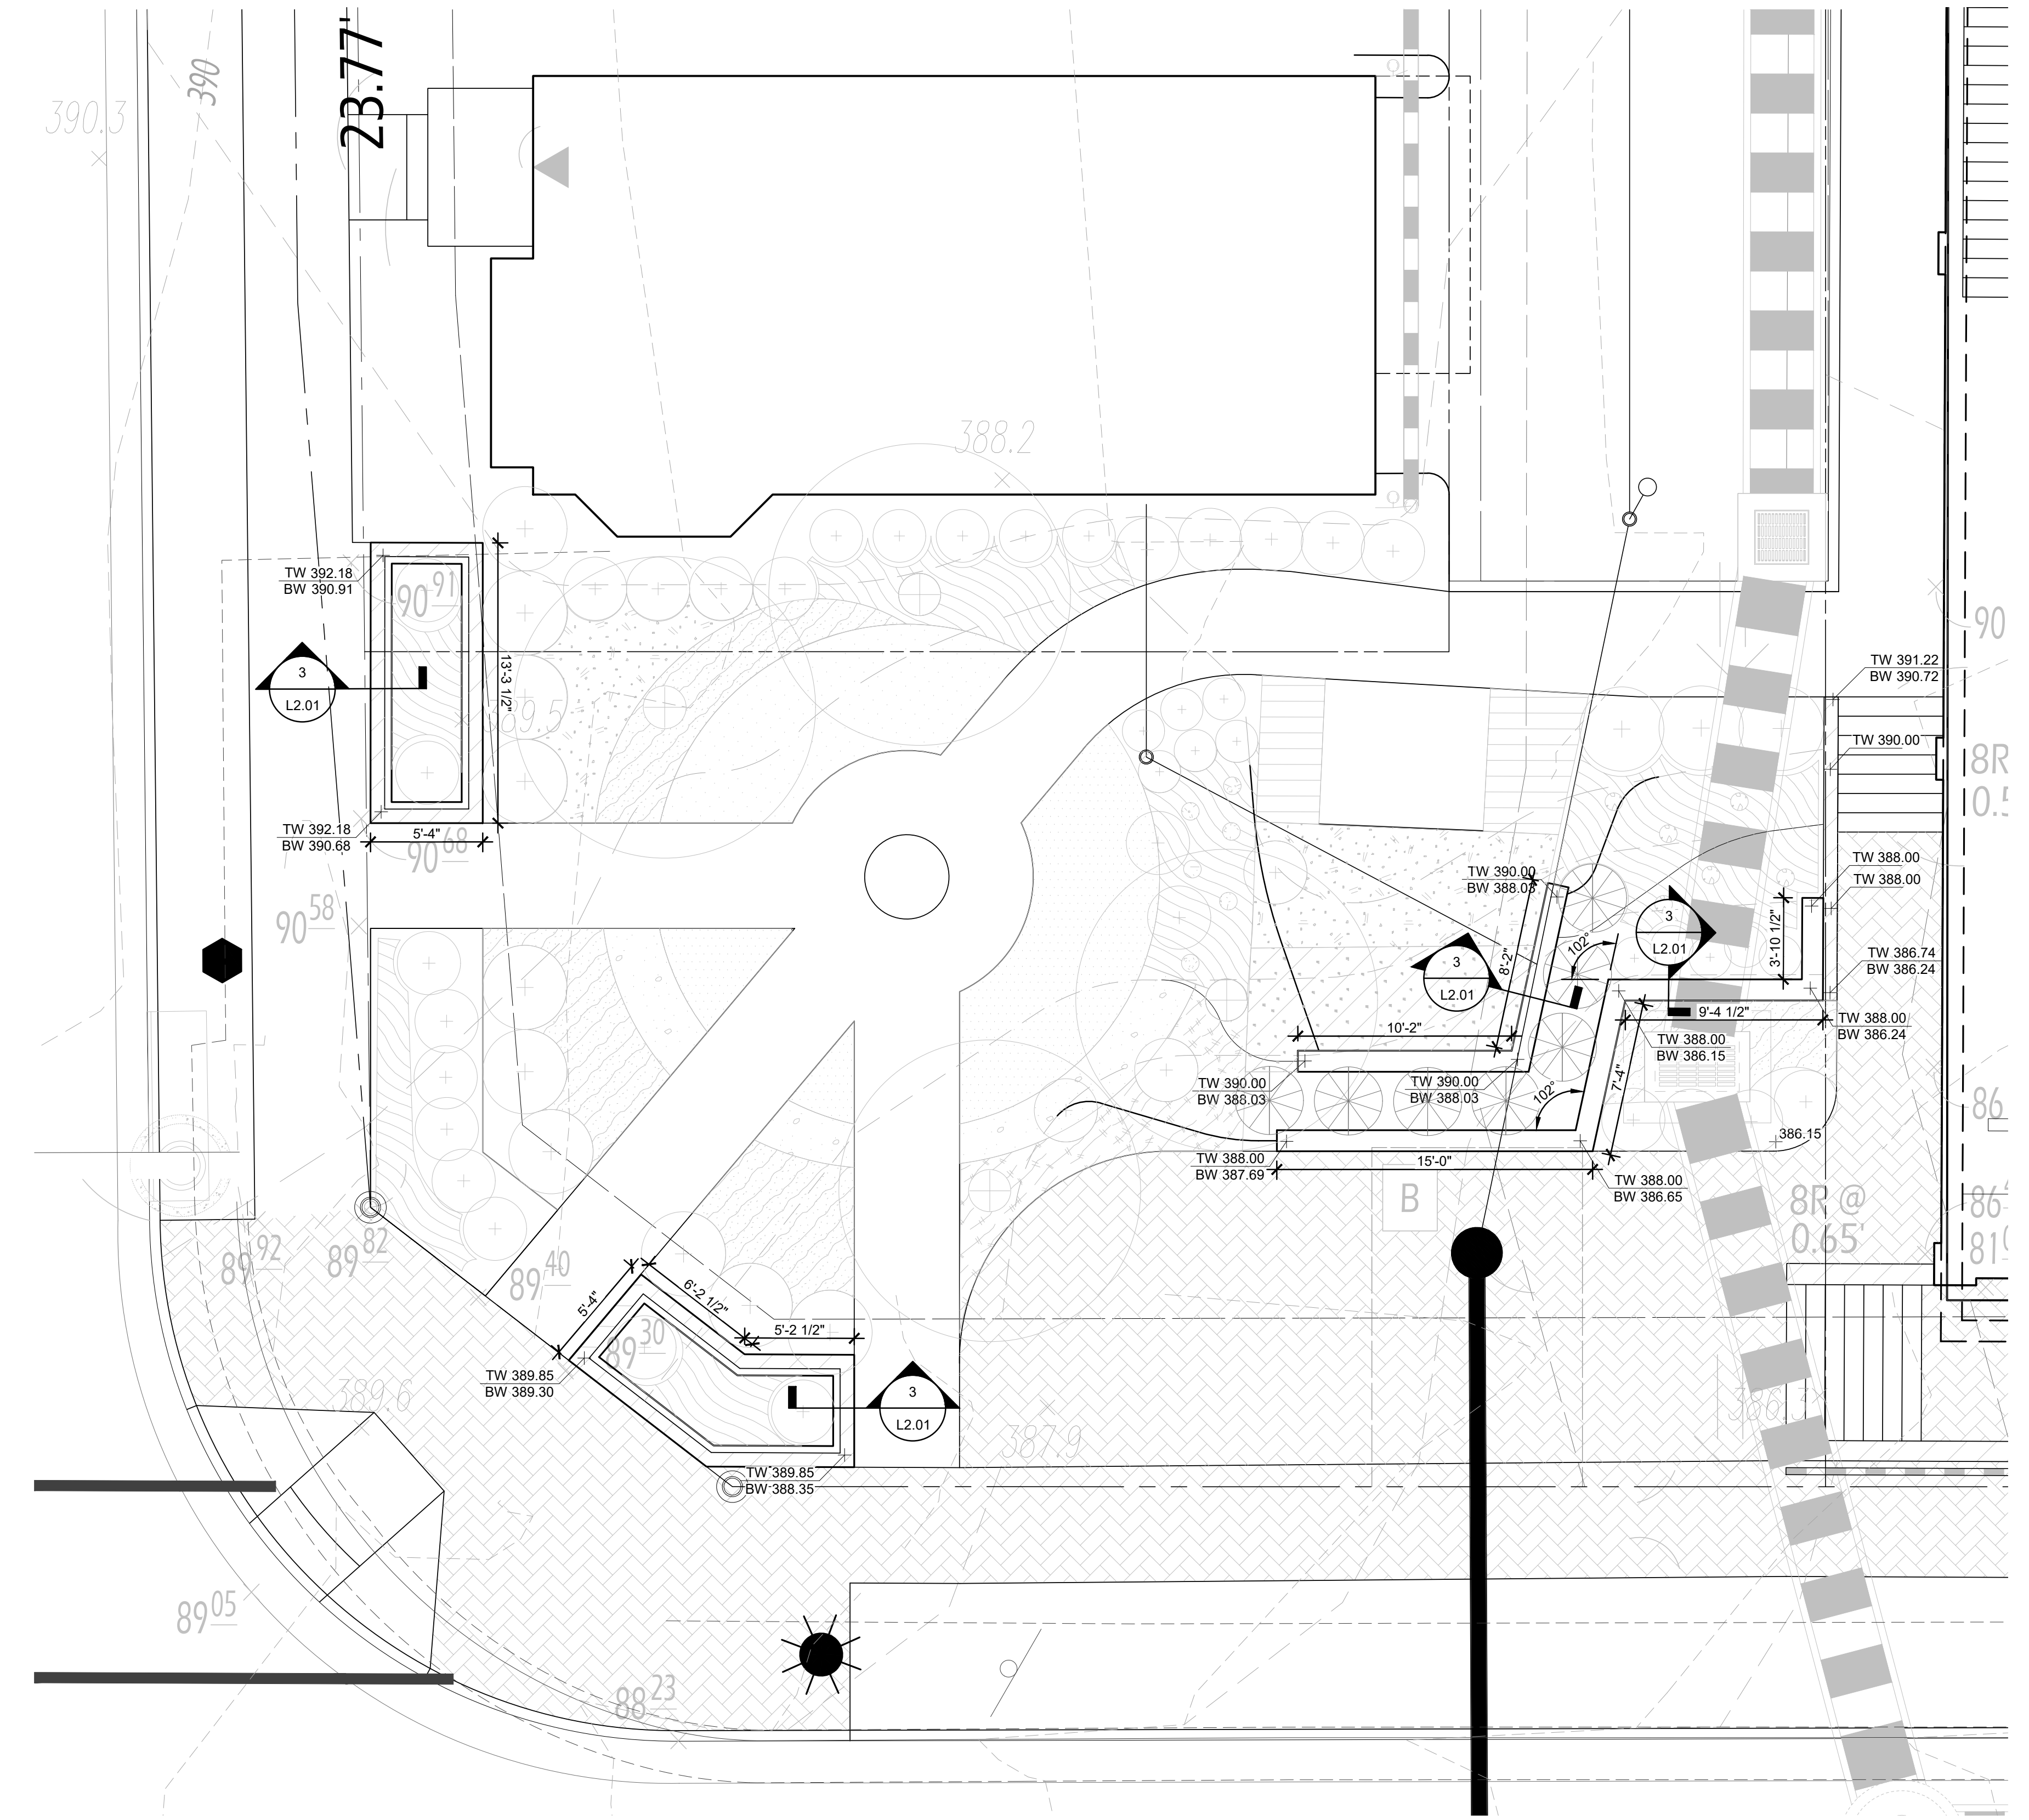 23.77'
390
390.3
388.2
TW 392.18
BW 390.91
90 91
3
L2.01
13'-3 1/2"
389.5
TW 392.18
BW 390.68
5'-4"
90 68
90 58
TW 391.22
BW 390.72
90
TW 390.00
8R
TW 388.00
TW 388.00
TW 390.00
BW 388.03
3
L2.01
8'-2"
102°
3
L2.01
3'-10 1/2"
TW 386.74
BW 386.24
9'-4 1/2"
TW 388.00
BW 386.24
10'-2"
TW 388.00
BW 386.15
7'-4"
TW 390.00
BW 388.03
TW 390.00
BW 388.03
102°
86
386.15
TW 388.00
BW 387.69
15'-0"
TW 388.00
BW 386.65
B
8R @
0.65'
86
81
89 92
89 82
89 40
5'-4"
6'-2 1/2"
5'-2 1/2"
89 30
TW 389.85
BW 389.30
389.6
3
L2.01
387.9
TW 389.85
BW 388.35
89 05
88 23